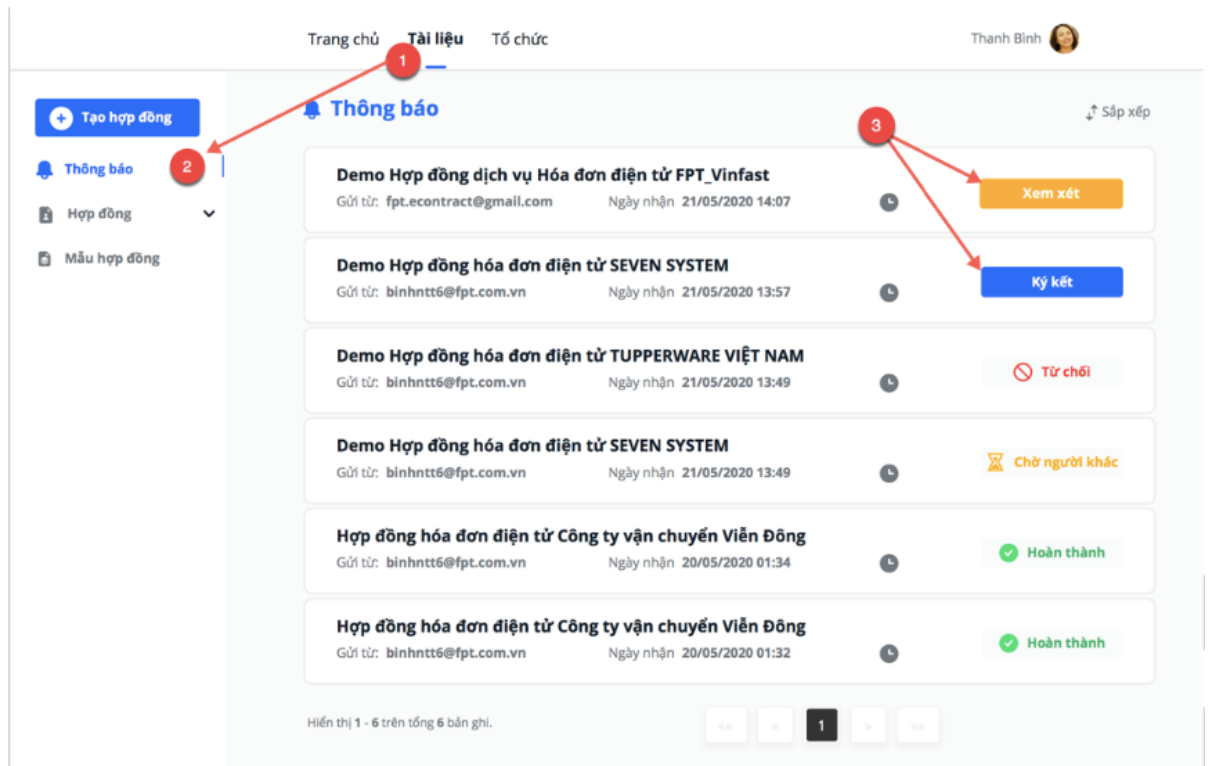 Trang chủ Tài liệu Tổ chức Thanh Bình
1
Tạo hợp đồng
Thông báo Sắp xếp
3
Thông báo 2
Hợp đồng
Mẫu hợp đồng
Demo Hợp đồng dịch vụ Hóa đơn điện tử FPT_Vinfast
Gửi từ: fpt.econtract@gmail.com Ngày nhận 21/05/2020 14:07 Xem xét
Demo Hợp đồng hóa đơn điện tử SEVEN SYSTEM
Gửi từ: binhntt6@fpt.com.vn Ngày nhận 21/05/2020 13:57 Ký kết
Demo Hợp đồng hóa đơn điện tử TUPPERWARE VIỆT NAM
Gửi từ: binhntt6@fpt.com.vn Ngày nhận 21/05/2020 13:49 Từ chối
Demo Hợp đồng hóa đơn điện tử SEVEN SYSTEM
Gửi từ: binhntt6@fpt.com.vn Ngày nhận 21/05/2020 13:49 Chờ người khác
Hợp đồng hóa đơn điện tử Công ty vận chuyển Viễn Đông
Gửi từ: binhntt6@fpt.com.vn Ngày nhận 20/05/2020 01:34 Hoàn thành
Hợp đồng hóa đơn điện tử Công ty vận chuyển Viễn Đông
Gửi từ: binhntt6@fpt.com.vn Ngày nhận 20/05/2020 01:32 Hoàn thành
Hiển thị 1 - 6 trên tổng 6 bản ghi. << < 1 > >>